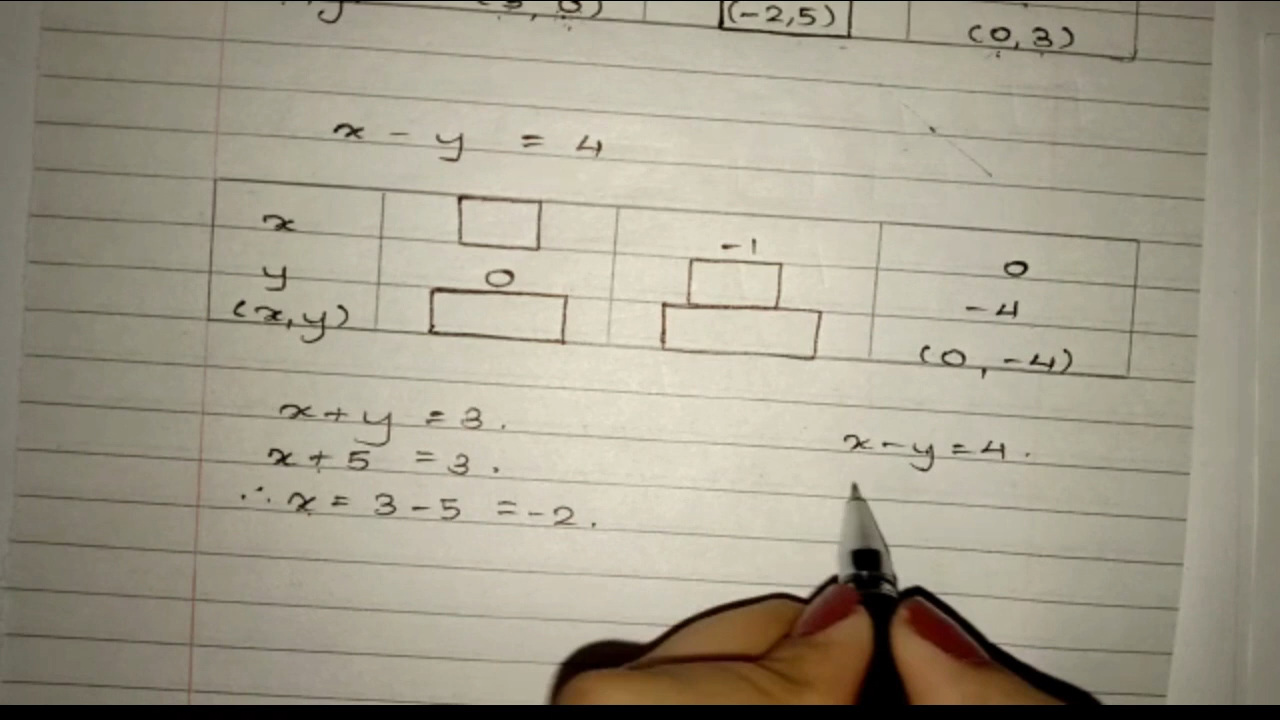 (-2,5) (0,3)
x - y = 4
x -1 0
y 0 -4
(x,y) (0,-4)
x+y = 3. x-y=4.
x+5 = 3.
∴ x = 3-5 = -2.